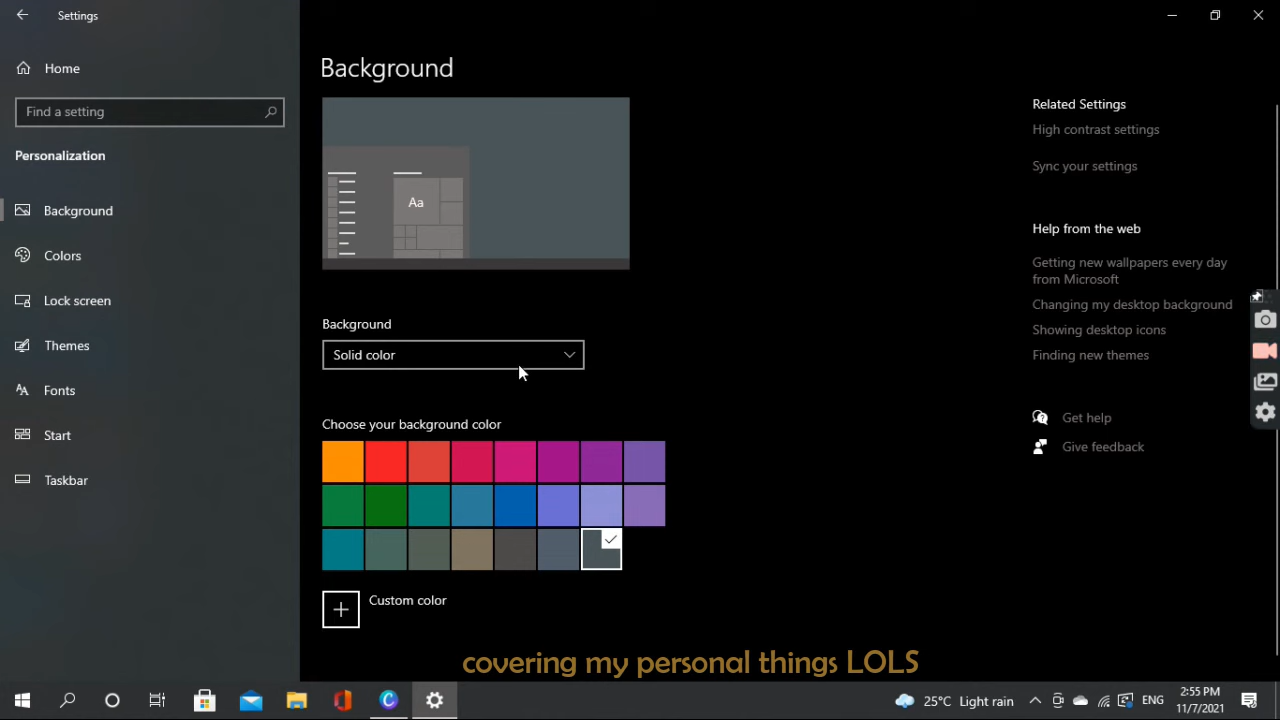 Settings
Home
Find a setting
Personalization
Background
Colors
Lock screen
Themes
Fonts
Start
Taskbar
Background
Aa
Background
Solid color
Choose your background color
Custom color
Related Settings
High contrast settings
Sync your settings
Help from the web
Getting new wallpapers every day
from Microsoft
Changing my desktop background
Showing desktop icons
Finding new themes
Get help
Give feedback
covering my personal things LOLS
25°C Light rain
ENG
2:55 PM
11/7/2021